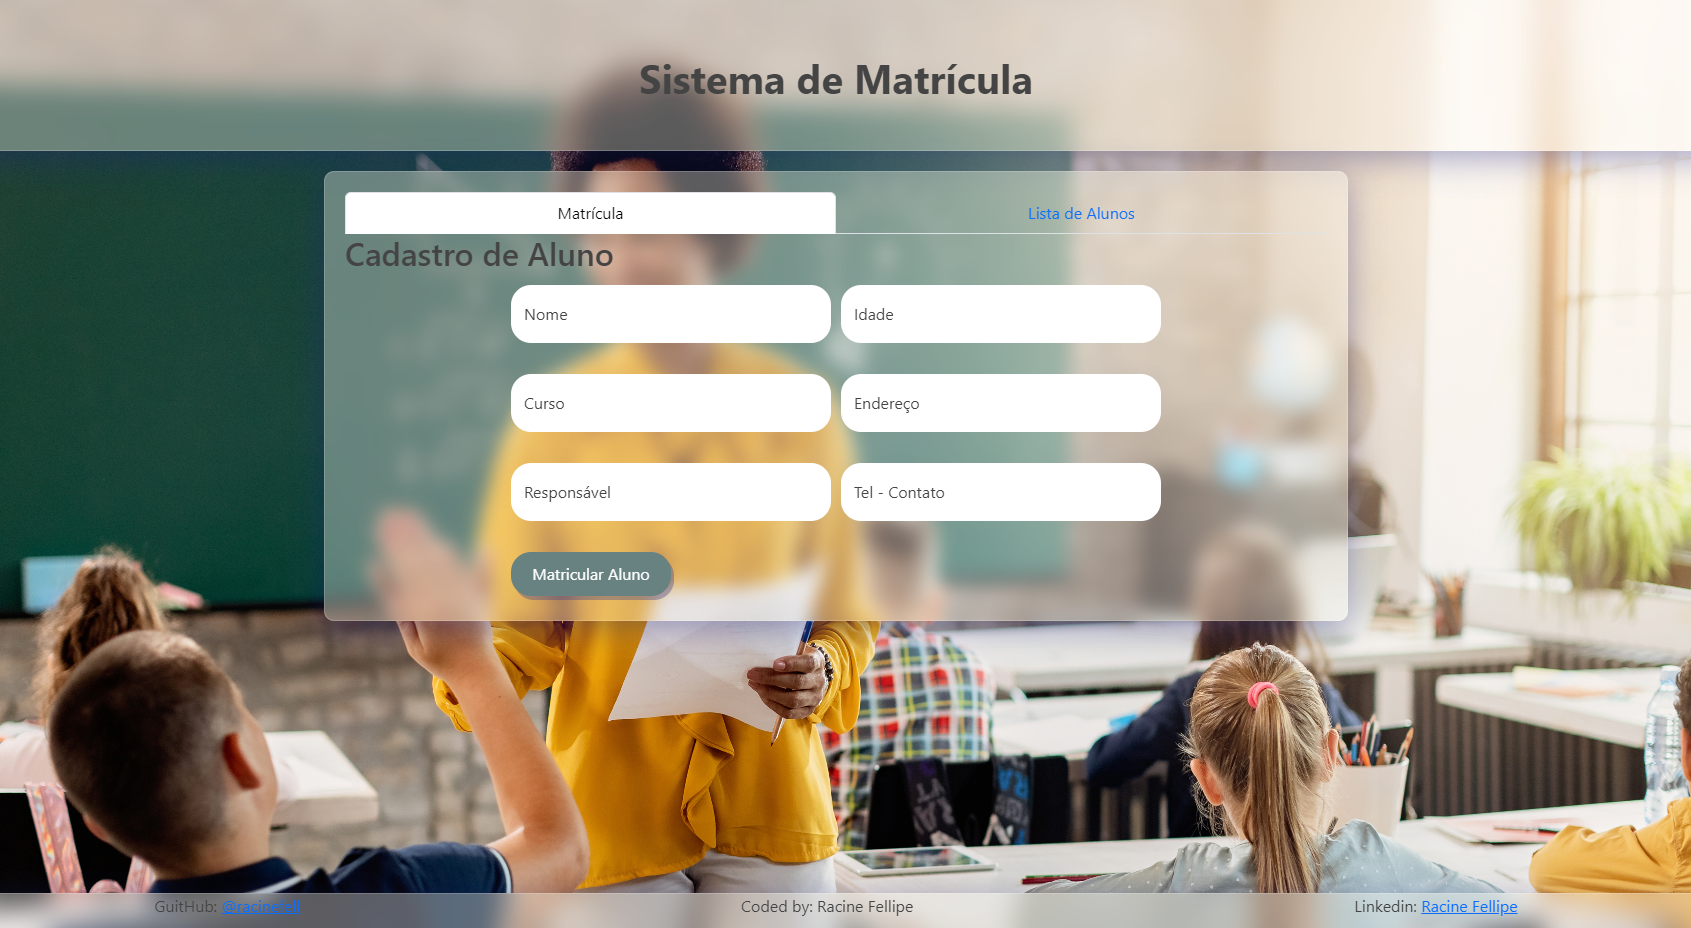 Sistema de Matrícula
Matrícula
Lista de Alunos
Cadastro de Aluno
Nome
Idade
Curso
Endereço
Responsável
Tel - Contato
Matricular Aluno
GuitHub: @racinefell
Coded by: Racine Fellipe
Linkedin: Racine Fellipe